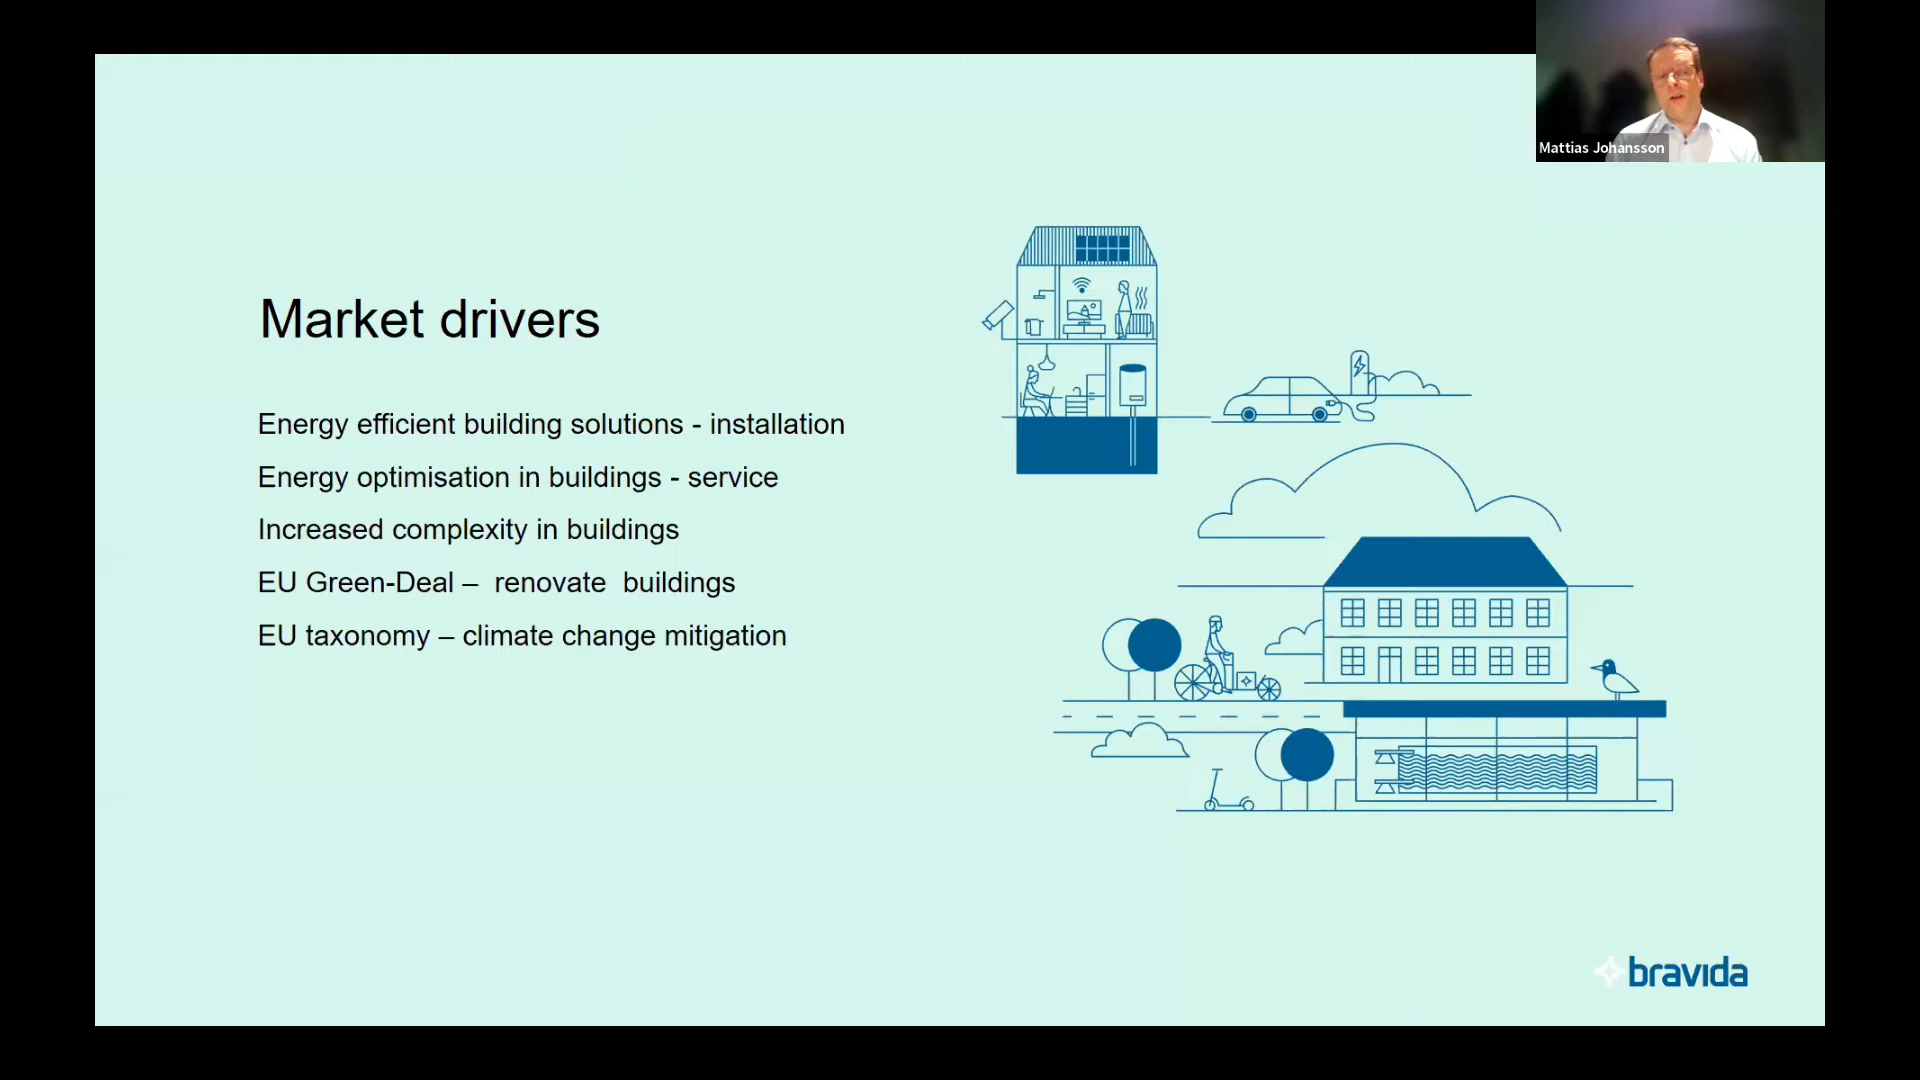 Mattias Johansson
Market drivers
Energy efficient building solutions - installation
Energy optimisation in buildings - service
Increased complexity in buildings
EU Green-Deal – renovate buildings
EU taxonomy – climate change mitigation
bravida